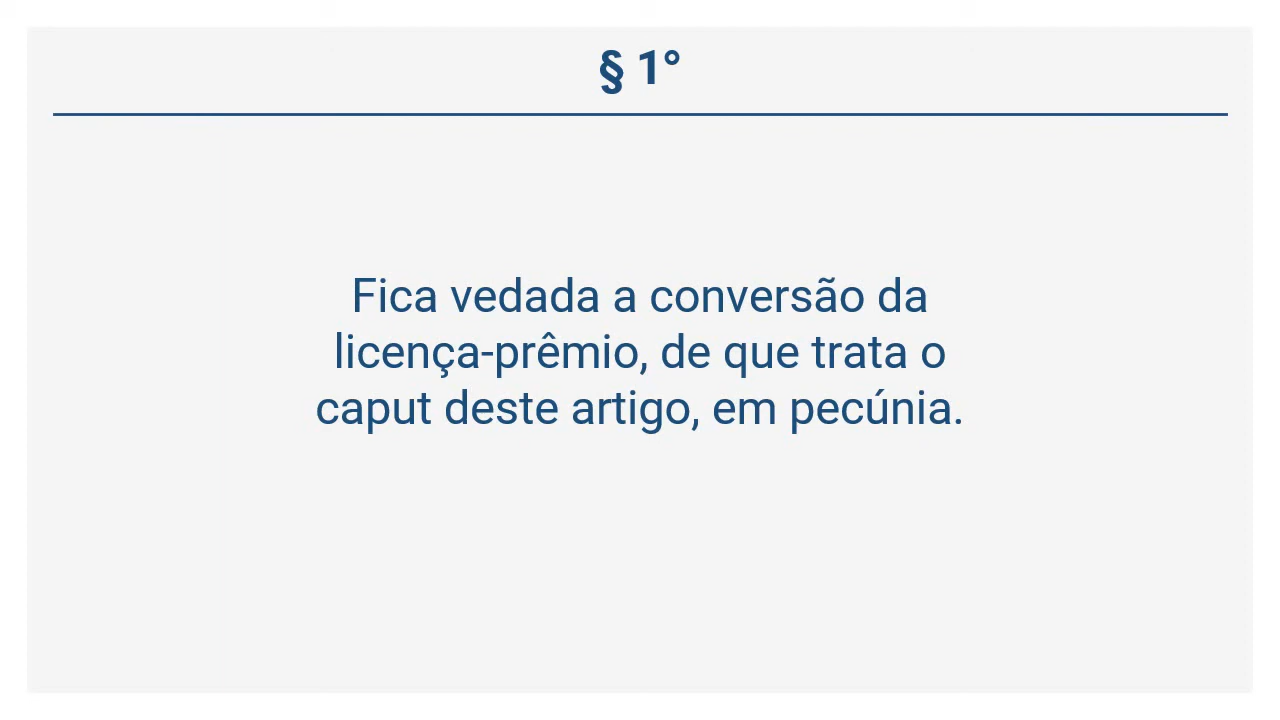 § 1°
Fica vedada a conversão da
licença-prêmio, de que trata o
caput deste artigo, em pecúnia.